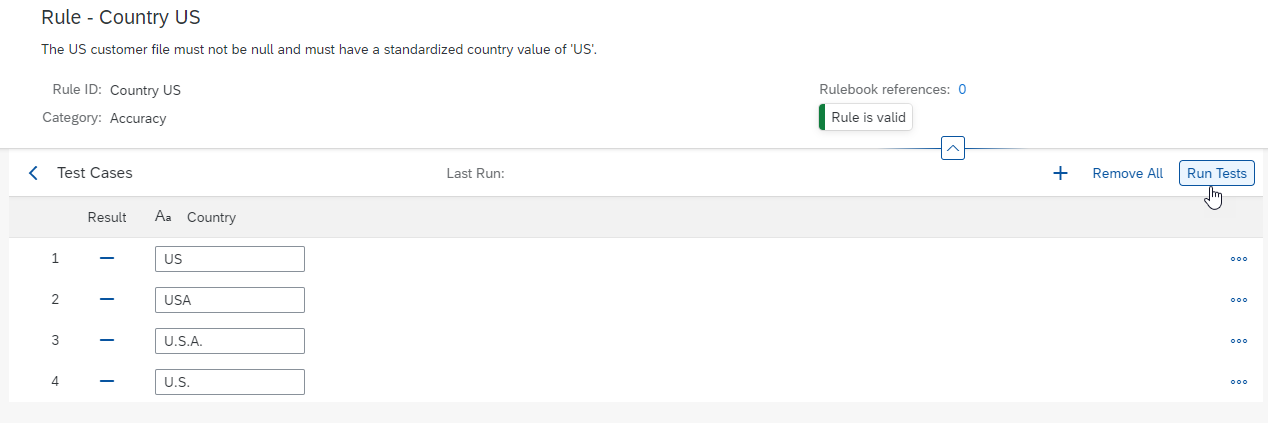 Rule - Country US
The US customer file must not be null and must have a standardized country value of 'US'.
Rule ID: Country US
Rulebook references: 0
Category: Accuracy
Rule is valid
Test Cases
Last Run:
Remove All
Run Tests
Result Aa Country
1 US
2 USA
3 U.S.A.
4 U.S.